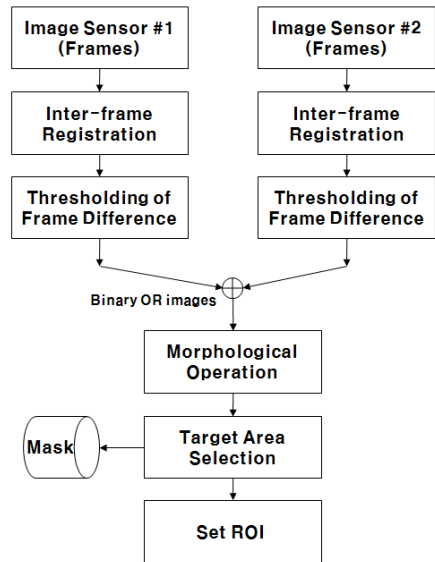 Image Sensor #1
(Frames)
Image Sensor #2
(Frames)
Inter-frame
Registration
Inter-frame
Registration
Thresholding of
Frame Difference
Thresholding of
Frame Difference
Binary OR images
Morphological
Operation
Mask
Target Area
Selection
Set ROI